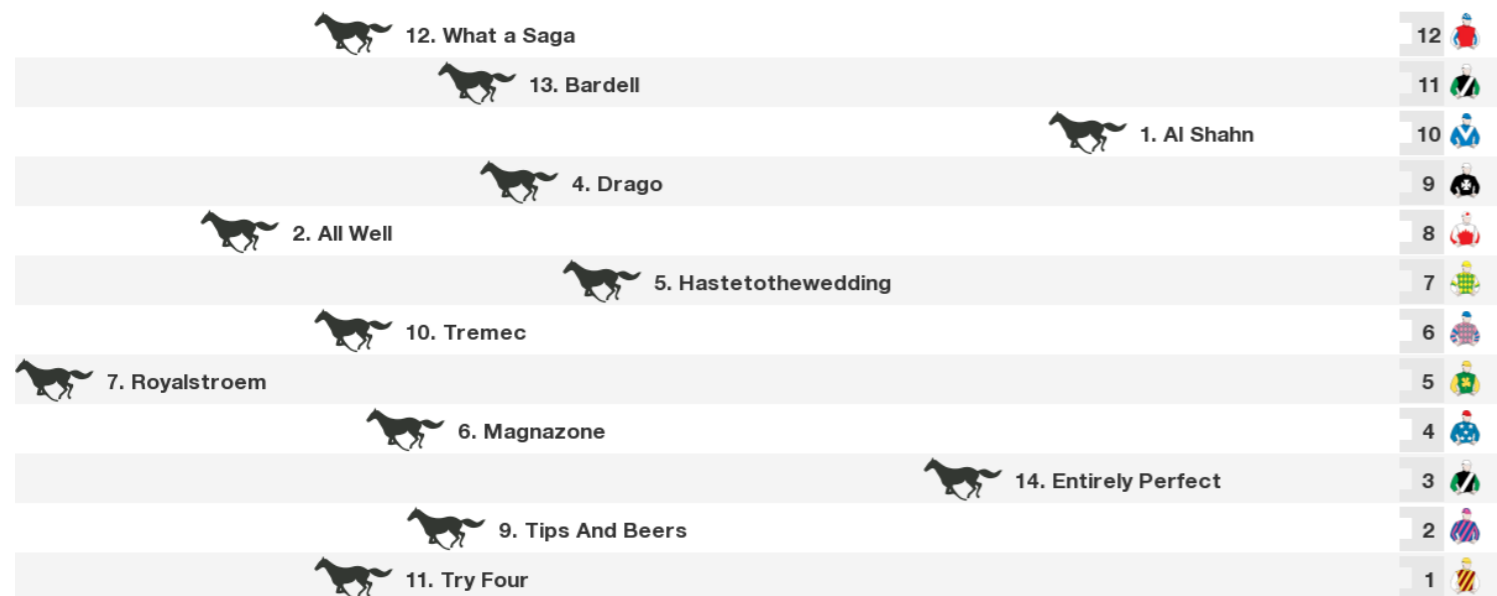 12. What a Saga 12
13. Bardell 11
1. Al Shahn 10
4. Drago 9
2. All Well 8
5. Hastetothewedding 7
10. Tremec 6
7. Royalstroem 5
6. Magnazone 4
14. Entirely Perfect 3
9. Tips And Beers 2
11. Try Four 1